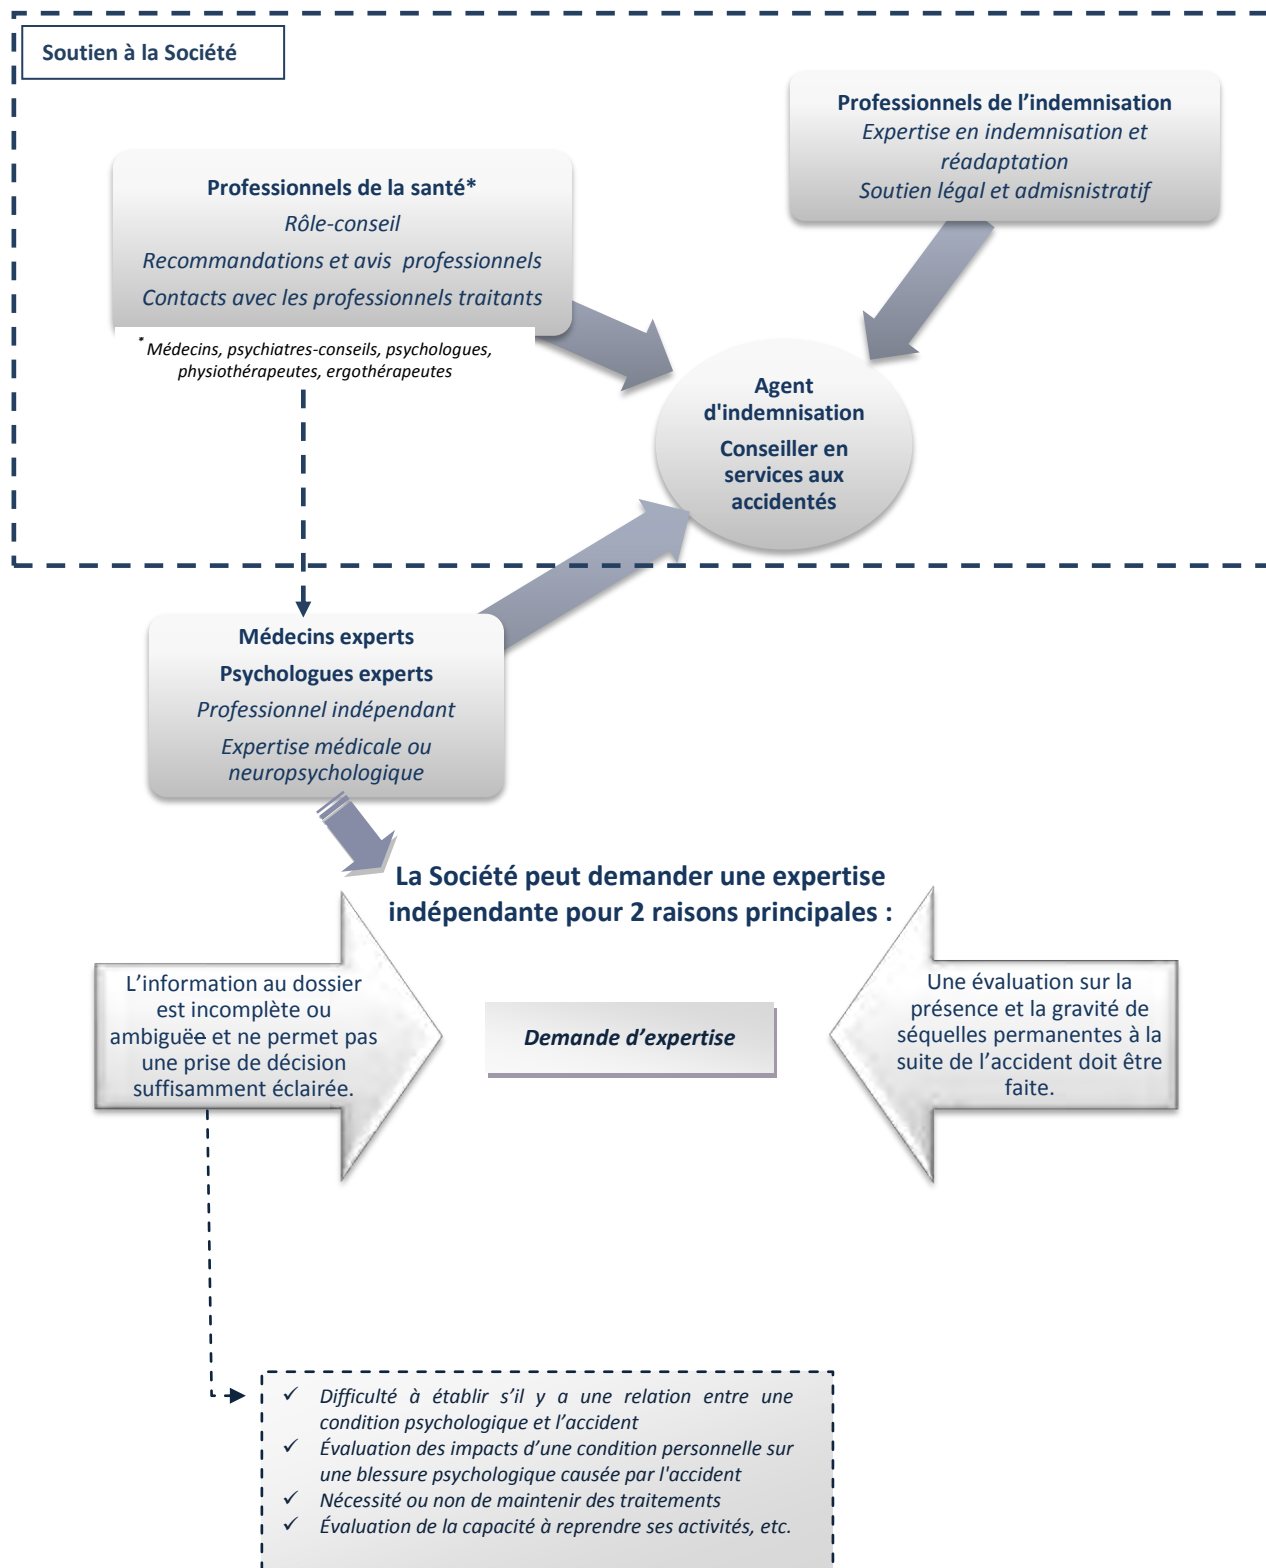 Soutien à la Société
Professionnels de l’indemnisation
Expertise en indemnisation et
réadaptation
Soutien légal et admisnistratif
Professionnels de la santé*
Rôle-conseil
Recommandations et avis professionnels
Contacts avec les professionnels traitants
* Médecins, psychiatres-conseils, psychologues,
physiothérapeutes, ergothérapeutes
Agent
d'indemnisation
Conseiller en
services aux
accidentés
Médecins experts
Psychologues experts
Professionnel indépendant
Expertise médicale ou
neuropsychologique
La Société peut demander une expertise
indépendante pour 2 raisons principales :
L’information au dossier
est incomplète ou
ambiguëe et ne permet pas
une prise de décision
suffisamment éclairée.
Demande d’expertise
Une évaluation sur la
présence et la gravité de
séquelles permanentes à la
suite de l’accident doit être
faite.
✓ Difficulté à établir s’il y a une relation entre une
condition psychologique et l’accident
✓ Évaluation des impacts d’une condition personnelle sur
une blessure psychologique causée par l'accident
✓ Nécessité ou non de maintenir des traitements
✓ Évaluation de la capacité à reprendre ses activités, etc.